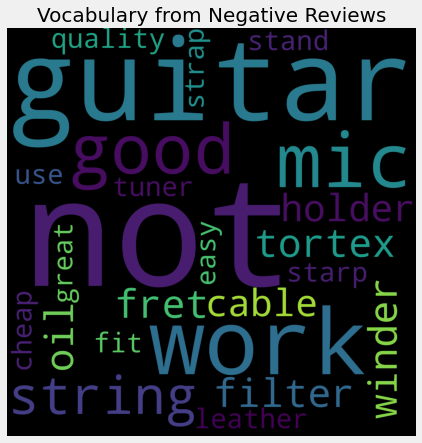 Vocabulary from Negative Reviews
quality
strap
stand
guitar
good
mic
use
tuner
holder
not
great
easy
tortex
starp
cheap
oil
fret
cable
winder
fit
work
string
filter
leather